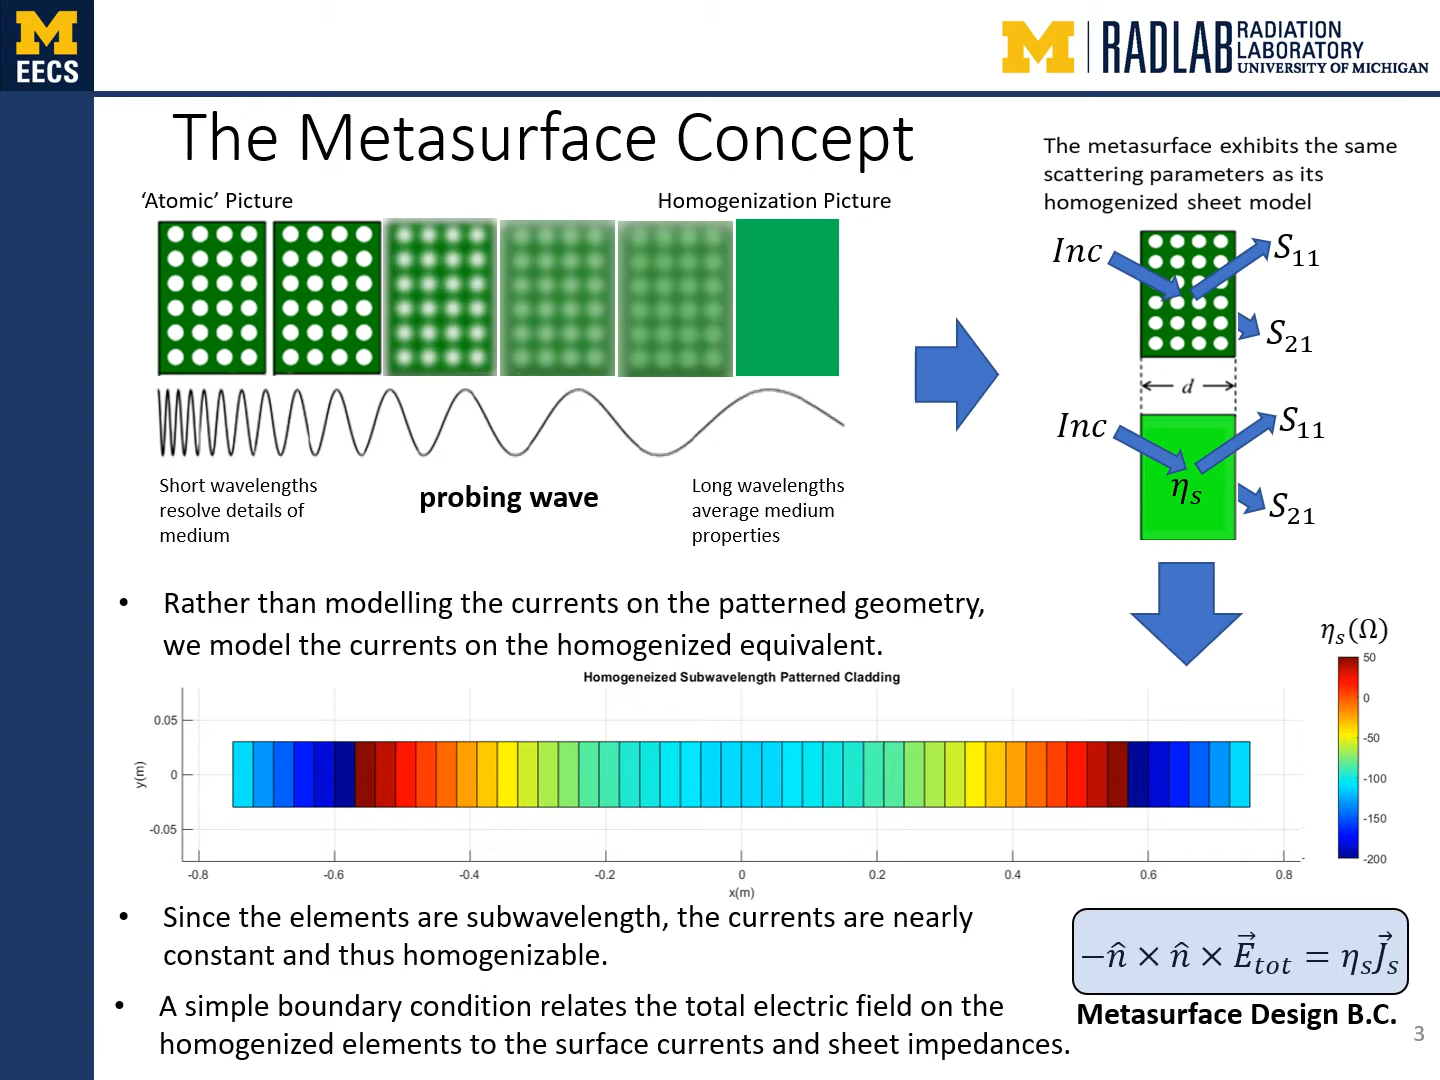 M
EECS
M RADLAB RADIATION
LABORATORY
UNIVERSITY OF MICHIGAN
The Metasurface Concept
‘Atomic’ Picture
Homogenization Picture
Short wavelengths
resolve details of
medium
probing wave
Long wavelengths
average medium
properties
The metasurface exhibits the same
scattering parameters as its
homogenized sheet model
Inc
S₁₁
S₂₁
d
Inc
S₁₁
ηₛ
S₂₁
• Rather than modelling the currents on the patterned geometry,
we model the currents on the homogenized equivalent.
Homogeneized Subwavelength Patterned Cladding
0.05
0
-0.05
y(m)
-0.8 -0.6 -0.4 -0.2 0 0.2 0.4 0.6 0.8
x(m)
ηₛ(Ω)
50
0
-50
-100
-150
-200
• Since the elements are subwavelength, the currents are nearly
constant and thus homogenizable.
• A simple boundary condition relates the total electric field on the
homogenized elements to the surface currents and sheet impedances.
−n̂ × n̂ × E⃗ₜₒₜ = ηₛJ⃗ₛ
Metasurface Design B.C.
3